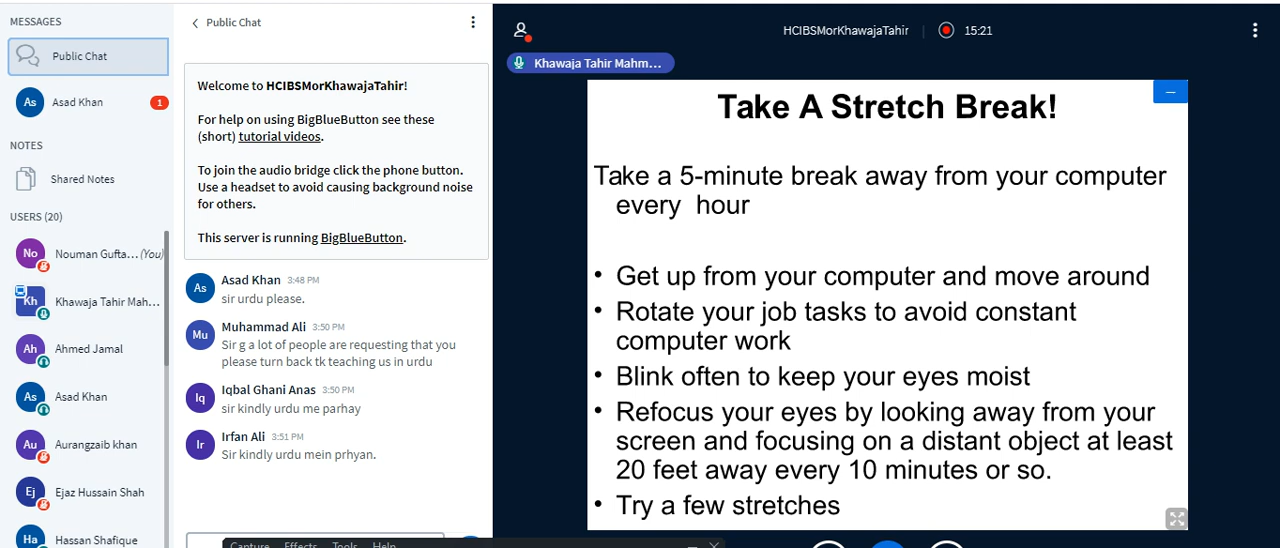 MESSAGES
Public Chat
As
Asad Khan
1
NOTES
Shared Notes
USERS (20)
No
Nouman Gufta... (You)
Kh
Khawaja Tahir Mah...
Ah
Ahmed Jamal
As
Asad Khan
Au
Aurangzaib khan
Ej
Ejaz Hussain Shah
Ha
Hassan Shafique
Public Chat
Welcome to HCIBSMorKhawajaTahir!
For help on using BigBlueButton see these
(short) tutorial videos.
To join the audio bridge click the phone button.
Use a headset to avoid causing background noise
for others.
This server is running BigBlueButton.
As
Asad Khan 3:48 PM
sir urdu please.
Mu
Muhammad Ali 3:50 PM
Sir g a lot of people are requesting that you
please turn back tk teaching us in urdu
Iq
Iqbal Ghani Anas 3:50 PM
sir kindly urdu me parhay
Ir
Irfan Ali 3:51 PM
Sir kindly urdu mein prhyan.
Capture Effects Tools Help
HCIBSMorKhawajaTahir 15:21
Khawaja Tahir Mahm...
Take A Stretch Break!
Take a 5-minute break away from your computer
every hour
• Get up from your computer and move around
• Rotate your job tasks to avoid constant
computer work
• Blink often to keep your eyes moist
• Refocus your eyes by looking away from your
screen and focusing on a distant object at least
20 feet away every 10 minutes or so.
• Try a few stretches